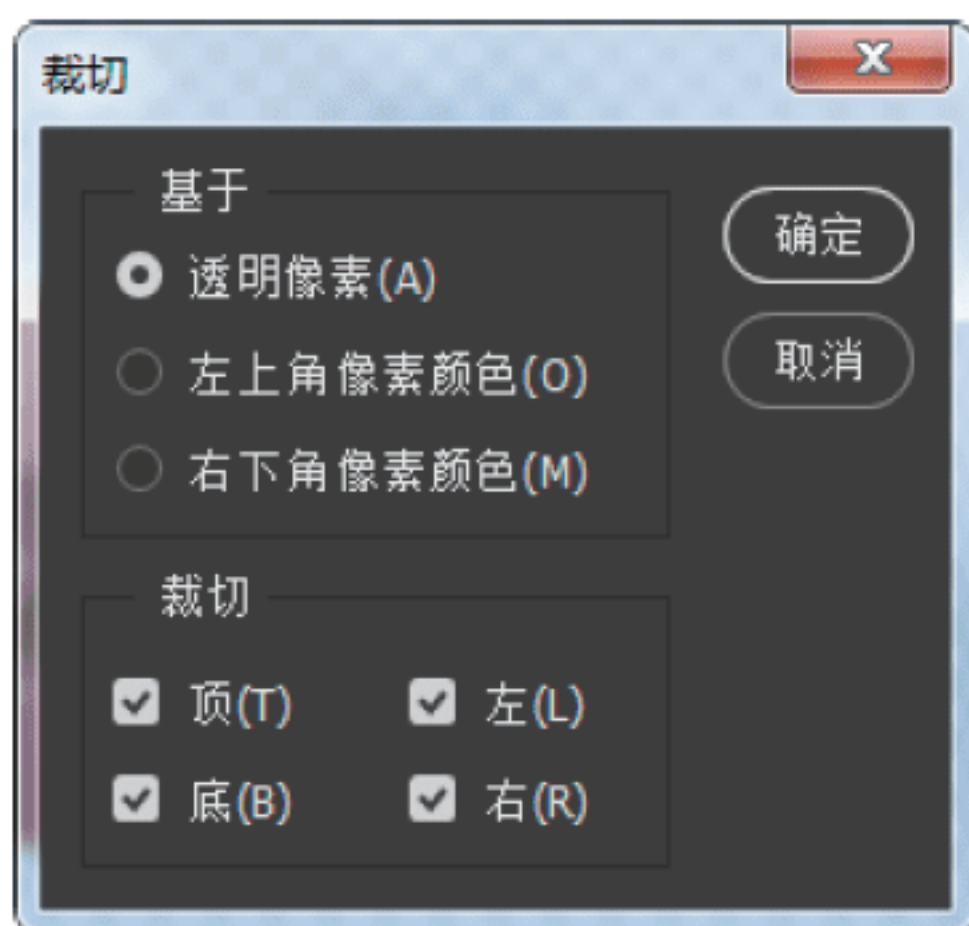 裁切
基于
透明像素(A)
左上角像素颜色(O)
右下角像素颜色(M)
确定
取消
裁切
顶(T) 左(L)
底(B) 右(R)